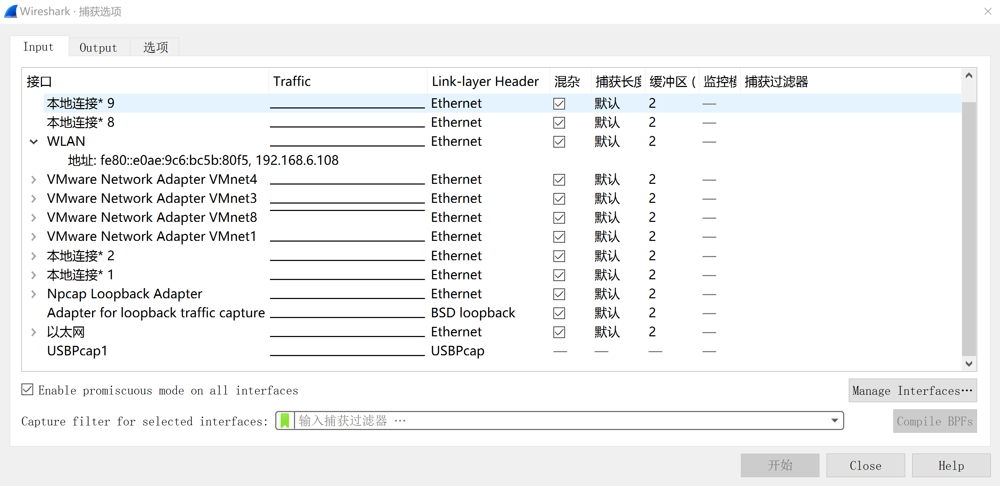 Wireshark · 捕获选项
Input Output 选项
接口 Traffic Link-layer Header 混杂 捕获长度 缓冲区 ( 监控模 捕获过滤器
本地连接* 9 Ethernet 默认 2 —
本地连接* 8 Ethernet 默认 2 —
WLAN Ethernet 默认 2 —
地址: fe80::e0ae:9c6:bc5b:80f5, 192.168.6.108
VMware Network Adapter VMnet4 Ethernet 默认 2 —
VMware Network Adapter VMnet3 Ethernet 默认 2 —
VMware Network Adapter VMnet8 Ethernet 默认 2 —
VMware Network Adapter VMnet1 Ethernet 默认 2 —
本地连接* 2 Ethernet 默认 2 —
本地连接* 1 Ethernet 默认 2 —
Npcap Loopback Adapter Ethernet 默认 2 —
Adapter for loopback traffic capture BSD loopback 默认 2 —
以太网 Ethernet 默认 2 —
USBPcap1 USBPcap — — — —
Enable promiscuous mode on all interfaces Manage Interfaces…
Capture filter for selected interfaces: 输入捕获过滤器 … Compile BPFs
开始 Close Help